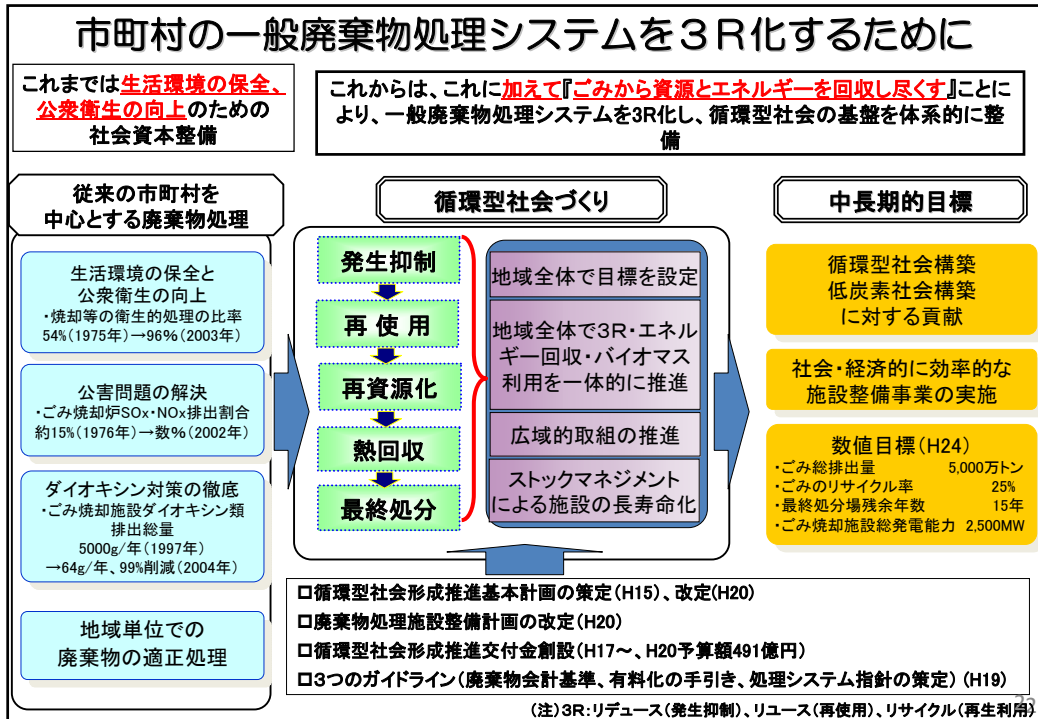 市町村の一般廃棄物処理システムを３Ｒ化するために
これまでは生活環境の保全、
公衆衛生の向上のための
社会資本整備
これからは、これに加えて『ごみから資源とエネルギーを回収し尽くす』ことに
より、一般廃棄物処理システムを3R化し、循環型社会の基盤を体系的に整
備
従来の市町村を
中心とする廃棄物処理
生活環境の保全と
公衆衛生の向上
・焼却等の衛生的処理の比率
54%(1975年)→96%(2003年)
公害問題の解決
・ごみ焼却炉SOx・NOx排出割合
約15%(1976年)→数%(2002年)
ダイオキシン対策の徹底
・ごみ焼却施設ダイオキシン類
排出総量
5000g/年(1997年)
→64g/年、99%削減(2004年)
地域単位での
廃棄物の適正処理
循環型社会づくり
発生抑制
再 使 用
再資源化
熱回収
最終処分
地域全体で目標を設定
地域全体で3R・エネル
ギー回収・バイオマス
利用を一体的に推進
広域的取組の推進
ストックマネジメント
による施設の長寿命化
中長期的目標
循環型社会構築
低炭素社会構築
に対する貢献
社会・経済的に効率的な
施設整備事業の実施
数値目標(H24)
・ごみ総排出量 5,000万トン
・ごみのリサイクル率 25%
・最終処分場残余年数 15年
・ごみ焼却施設総発電能力 2,500MW
□循環型社会形成推進基本計画の策定(H15)、改定(H20)
□廃棄物処理施設整備計画の改定(H20)
□循環型社会形成推進交付金創設(H17～、H20予算額491億円)
□３つのガイドライン(廃棄物会計基準、有料化の手引き、処理システム指針の策定) (H19)
(注)３R:リデュース(発生抑制)、リユース(再使用)、リサイクル(再生利用)